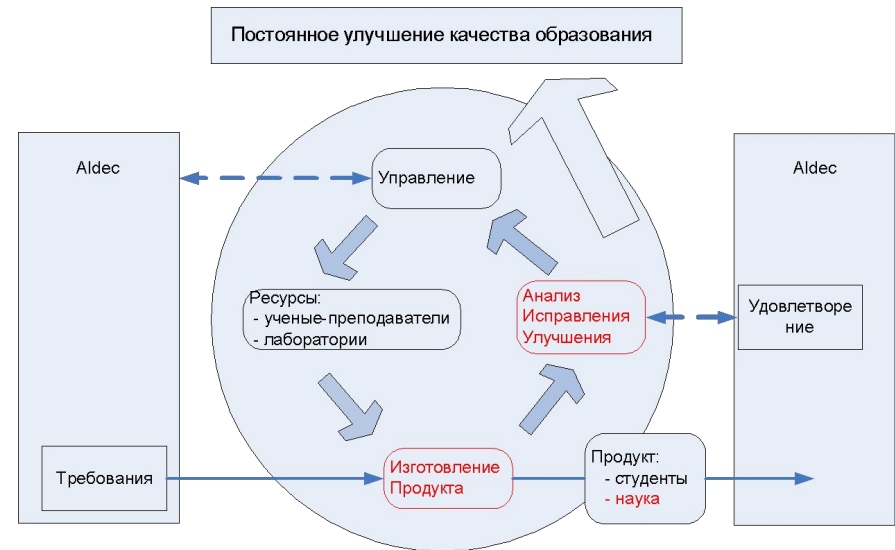 Постоянное улучшение качества образования
Aldec
Aldec
Управление
Ресурсы:
- ученые-преподаватели
- лаборатории
Анализ
Исправления
Улучшения
Удовлетворе
ние
Требования
Изготовление
Продукта
Продукт:
- студенты
- наука